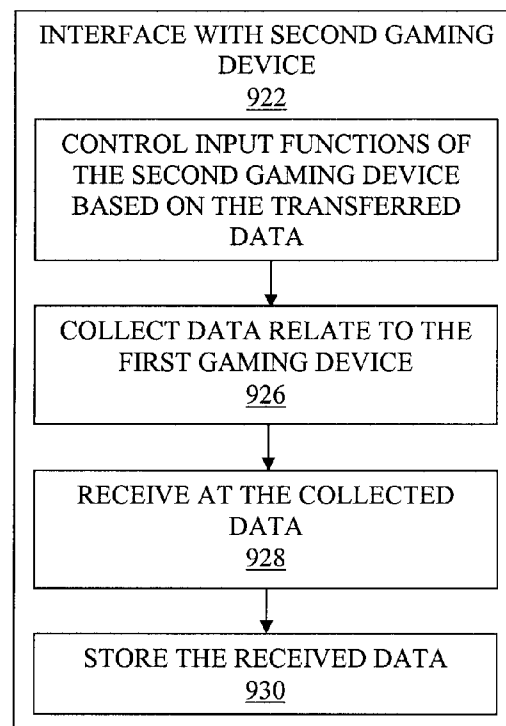 INTERFACE WITH SECOND GAMING
DEVICE
922
CONTROL INPUT FUNCTIONS OF
THE SECOND GAMING DEVICE
BASED ON THE TRANSFERRED
DATA
COLLECT DATA RELATE TO THE
FIRST GAMING DEVICE
926
RECEIVE AT THE COLLECTED
DATA
928
STORE THE RECEIVED DATA
930